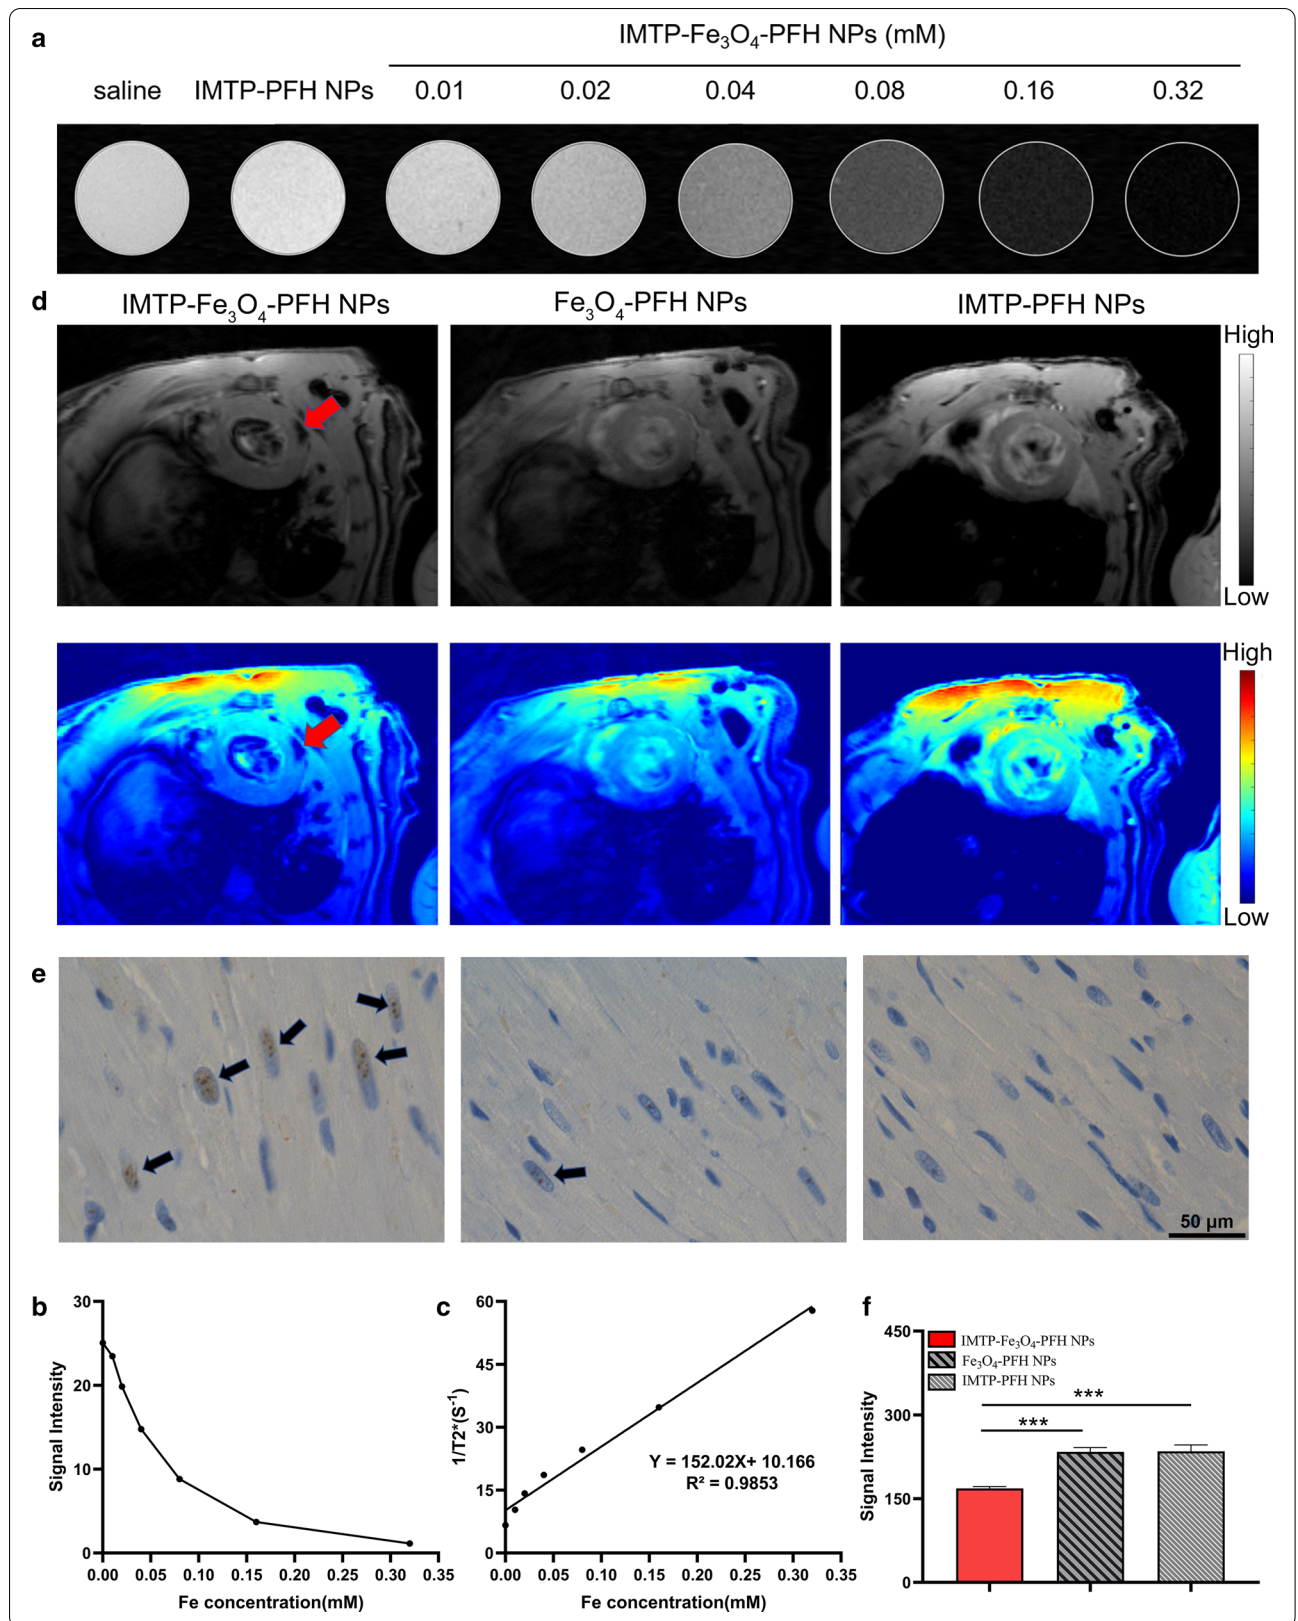 a
IMTP-Fe₃O₄-PFH NPs (mM)
saline IMTP-PFH NPs 0.01 0.02 0.04 0.08 0.16 0.32
d
IMTP-Fe₃O₄-PFH NPs Fe₃O₄-PFH NPs IMTP-PFH NPs
High
Low
High
Low
e
50 µm
b
30
20
10
0
Signal Intensity
0.00 0.05 0.10 0.15 0.20 0.25 0.30 0.35
Fe concentration(mM)
c
60
45
30
15
0
1/T2*(S⁻¹)
Y = 152.02X+ 10.166
R² = 0.9853
0.00 0.05 0.10 0.15 0.20 0.25 0.30 0.35
Fe concentration(mM)
f
450
300
150
0
Signal Intensity
IMTP-Fe₃O₄-PFH NPs
Fe₃O₄-PFH NPs
IMTP-PFH NPs
***
***